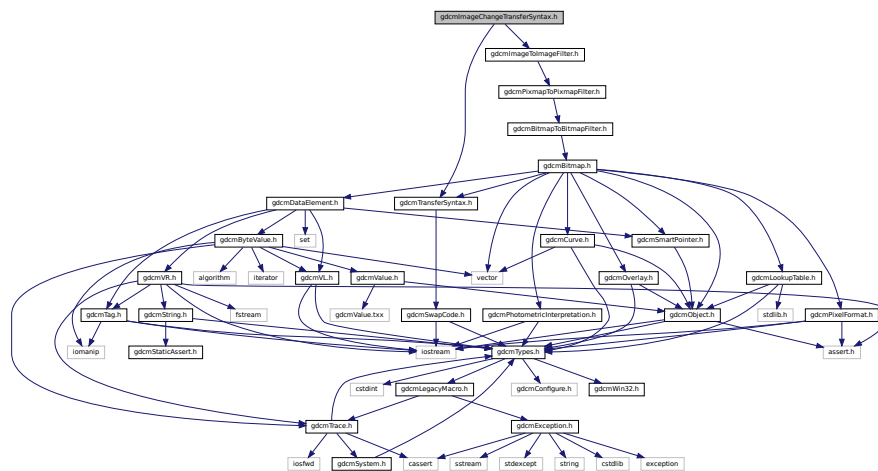 gdcmImageChangeTransferSyntax.h
gdcmImageToImageFilter.h
gdcmPixmapToPixmapFilter.h
gdcmBitmapToBitmapFilter.h
gdcmBitmap.h
gdcmDataElement.h
gdcmTransferSyntax.h
gdcmByteValue.h
set
gdcmCurve.h
gdcmSmartPointer.h
gdcmVR.h
algorithm
iterator
gdcmVL.h
gdcmValue.h
vector
gdcmOverlay.h
gdcmLookupTable.h
gdcmTag.h
gdcmString.h
fstream
gdcmValue.txx
gdcmSwapCode.h
gdcmPhotometricInterpretation.h
gdcmObject.h
stdlib.h
gdcmPixelFormat.h
iomanip
gdcmStaticAssert.h
iostream
gdcmTypes.h
assert.h
cstdint
gdcmLegacyMacro.h
gdcmConfigure.h
gdcmWin32.h
gdcmTrace.h
gdcmException.h
iosfwd
gdcmSystem.h
cassert
sstream
stdexcept
string
cstdlib
exception